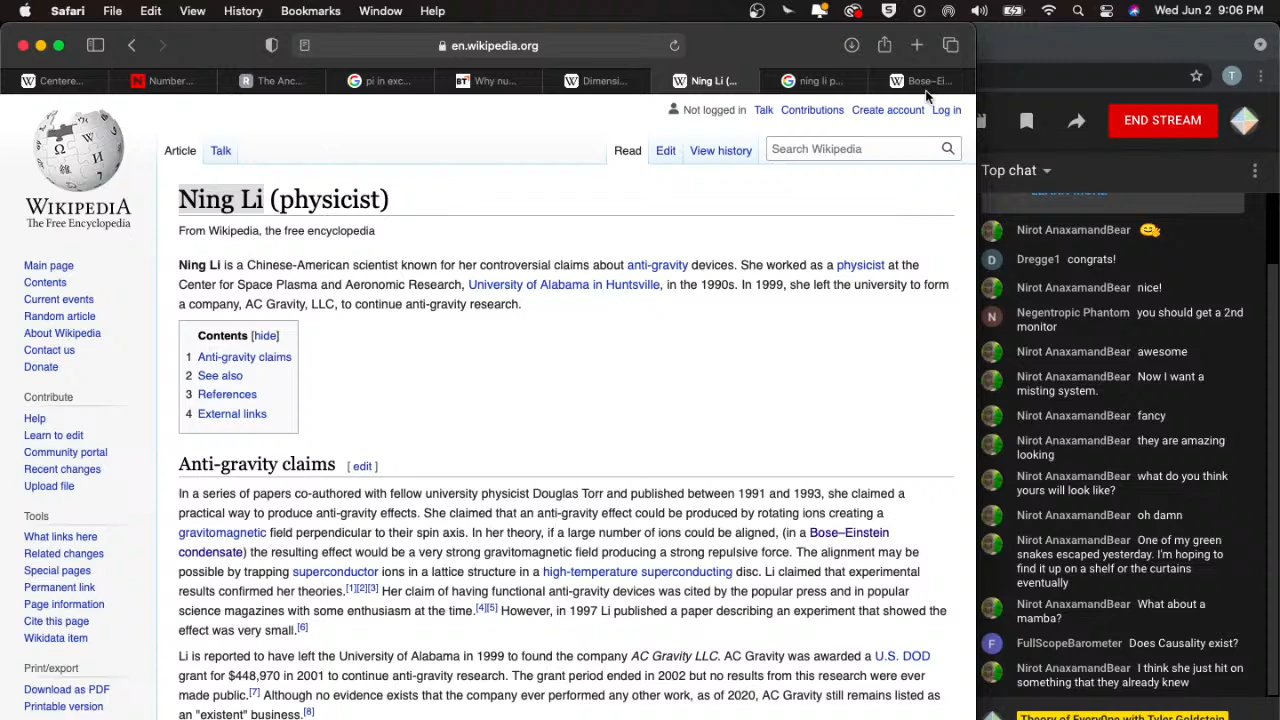 Safari File Edit View History Bookmarks Window Help Wed Jun 2 9:06 PM
en.wikipedia.org
Centere... Number... The Anc... pi in exc... Why nu... Dimensi... Ning Li (... ning li p... Bose–Ei...
Not logged in Talk Contributions Create account Log in
Article Talk Read Edit View history Search Wikipedia
WIKIPEDIA
The Free Encyclopedia
Main page
Contents
Current events
Random article
About Wikipedia
Contact us
Donate
Contribute
Help
Learn to edit
Community portal
Recent changes
Upload file
Tools
What links here
Related changes
Special pages
Permanent link
Page information
Cite this page
Wikidata item
Print/export
Download as PDF
Printable version
Ning Li (physicist)
From Wikipedia, the free encyclopedia
Ning Li is a Chinese-American scientist known for her controversial claims about anti-gravity devices. She worked as a physicist at the
Center for Space Plasma and Aeronomic Research, University of Alabama in Huntsville, in the 1990s. In 1999, she left the university to form
a company, AC Gravity, LLC, to continue anti-gravity research.
Contents [hide]
1 Anti-gravity claims
2 See also
3 References
4 External links
Anti-gravity claims [ edit ]
In a series of papers co-authored with fellow university physicist Douglas Torr and published between 1991 and 1993, she claimed a
practical way to produce anti-gravity effects. She claimed that an anti-gravity effect could be produced by rotating ions creating a
gravitomagnetic field perpendicular to their spin axis. In her theory, if a large number of ions could be aligned, (in a Bose–Einstein
condensate) the resulting effect would be a very strong gravitomagnetic field producing a strong repulsive force. The alignment may be
possible by trapping superconductor ions in a lattice structure in a high-temperature superconducting disc. Li claimed that experimental
results confirmed her theories.[1][2][3] Her claim of having functional anti-gravity devices was cited by the popular press and in popular
science magazines with some enthusiasm at the time.[4][5] However, in 1997 Li published a paper describing an experiment that showed the
effect was very small.[6]
Li is reported to have left the University of Alabama in 1999 to found the company AC Gravity LLC. AC Gravity was awarded a U.S. DOD
grant for $448,970 in 2001 to continue anti-gravity research. The grant period ended in 2002 but no results from this research were ever
made public.[7] Although no evidence exists that the company ever performed any other work, as of 2020, AC Gravity still remains listed as
an "existent" business.[8]
T
END STREAM
Top chat
Nirot AnaxamandBear
D Dregge1 congrats!
Nirot AnaxamandBear nice!
N Negentropic Phantom you should get a 2nd
monitor
Nirot AnaxamandBear awesome
Nirot AnaxamandBear Now I want a
misting system.
Nirot AnaxamandBear fancy
Nirot AnaxamandBear they are amazing
looking
Nirot AnaxamandBear what do you think
yours will look like?
Nirot AnaxamandBear oh damn
Nirot AnaxamandBear One of my green
snakes escaped yesterday. I'm hoping to
find it up on a shelf or the curtains
eventually
Nirot AnaxamandBear What about a
mamba?
F FullScopeBarometer Does Causality exist?
Nirot AnaxamandBear I think she just hit on
something that they already knew
Theory of Everyone with Tyler Goldstein